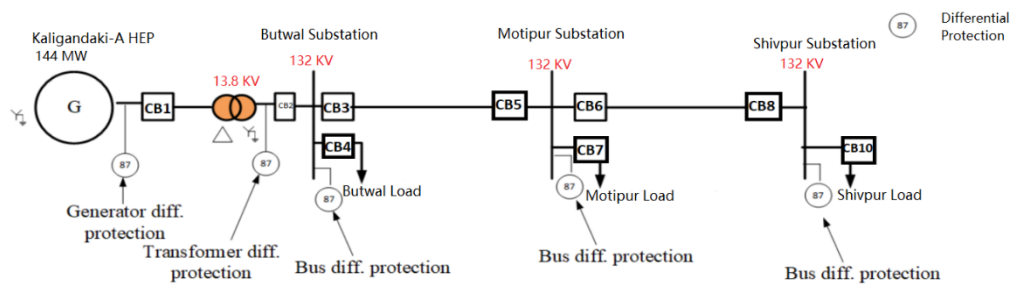 Kaligandaki-A HEP
144 MW
Butwal Substation
Motipur Substation
Shivpur Substation
87
Differential
Protection
132 KV
132 KV
132 KV
13.8 KV
G
CB1
CB2
CB3
CB5
CB6
CB8
CB4
CB7
CB10
87
87
87
87
87
Butwal Load
Motipur Load
Shivpur Load
Generator diff.
protection
Transformer diff.
protection
Bus diff. protection
Bus diff. protection
Bus diff. protection